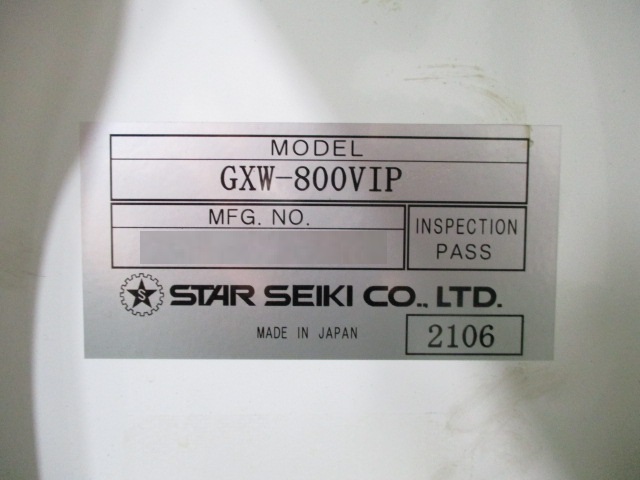 MODEL
GXW-800VIP
MFG. NO.
INSPECTION
PASS
S
STAR SEIKI CO., LTD.
MADE IN JAPAN
2106